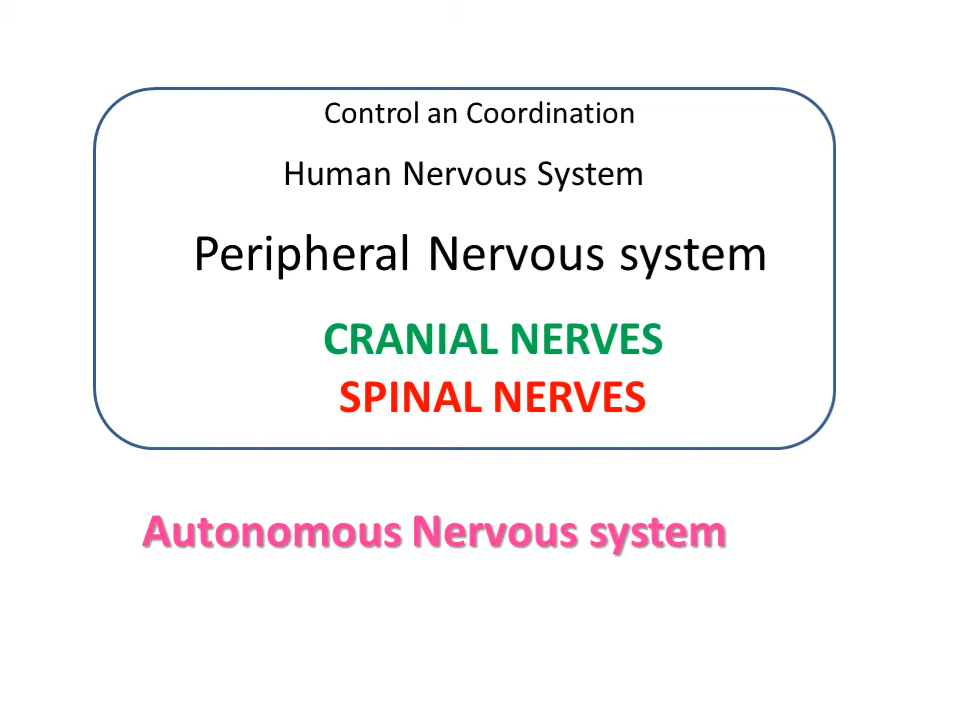 Control an Coordination
Human Nervous System
Peripheral Nervous system
CRANIAL NERVES
SPINAL NERVES
Autonomous Nervous system